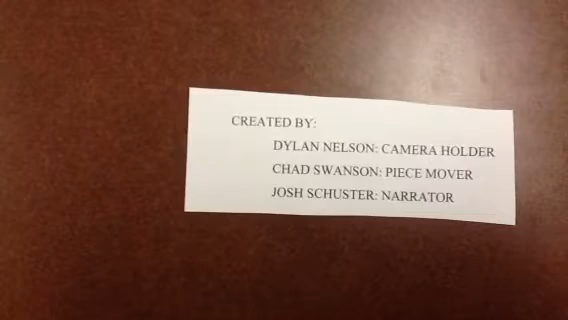 CREATED BY:
DYLAN NELSON: CAMERA HOLDER
CHAD SWANSON: PIECE MOVER
JOSH SCHUSTER: NARRATOR